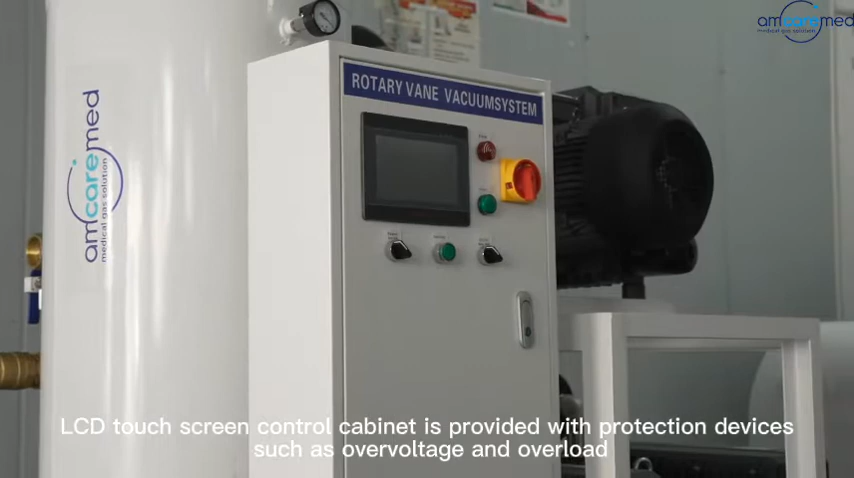 amcaremed
medical gas solution
ROTARY VANE VACUUMSYSTEM
amcaremed
medical gas solution
LCD touch screen control cabinet is provided with protection devices
such as overvoltage and overload